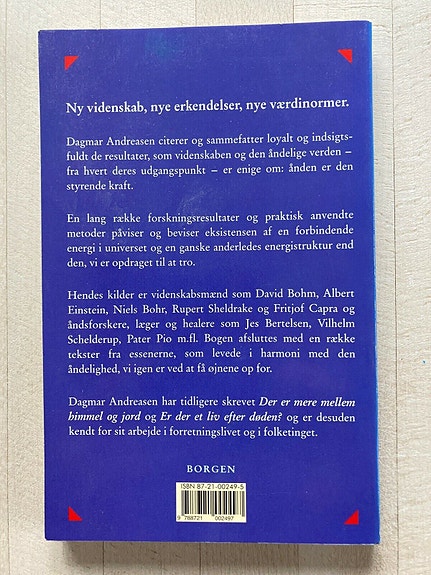 Ny videnskab, nye erkendelser, nye værdinormer.
Dagmar Andreasen citerer og sammefatter loyalt og indsigts-
fuldt de resultater, som videnskaben og den åndelige verden –
fra hvert deres udgangspunkt – er enige om: ånden er den
styrende kraft.
En lang række forskningsresultater og praktisk anvendte
metoder påviser og beviser eksistensen af en forbindende
energi i universet og en ganske anderledes energistruktur end
den, vi er opdraget til at tro.
Hendes kilder er videnskabsmænd som David Bohm, Albert
Einstein, Niels Bohr, Rupert Sheldrake og Fritjof Capra og
åndsforskere, læger og healere som Jes Bertelsen, Vilhelm
Schelderup, Pater Pio m.fl. Bogen afsluttes med en række
tekster fra essenerne, som levede i harmoni med den
åndelighed, vi igen er ved at få øjnene op for.
Dagmar Andreasen har tidligere skrevet Der er mere mellem
himmel og jord og Er der et liv efter døden? og er desuden
kendt for sit arbejde i forretningslivet og i folketinget.
BORGEN
ISBN 87-21-00249-5
9 788721 002497